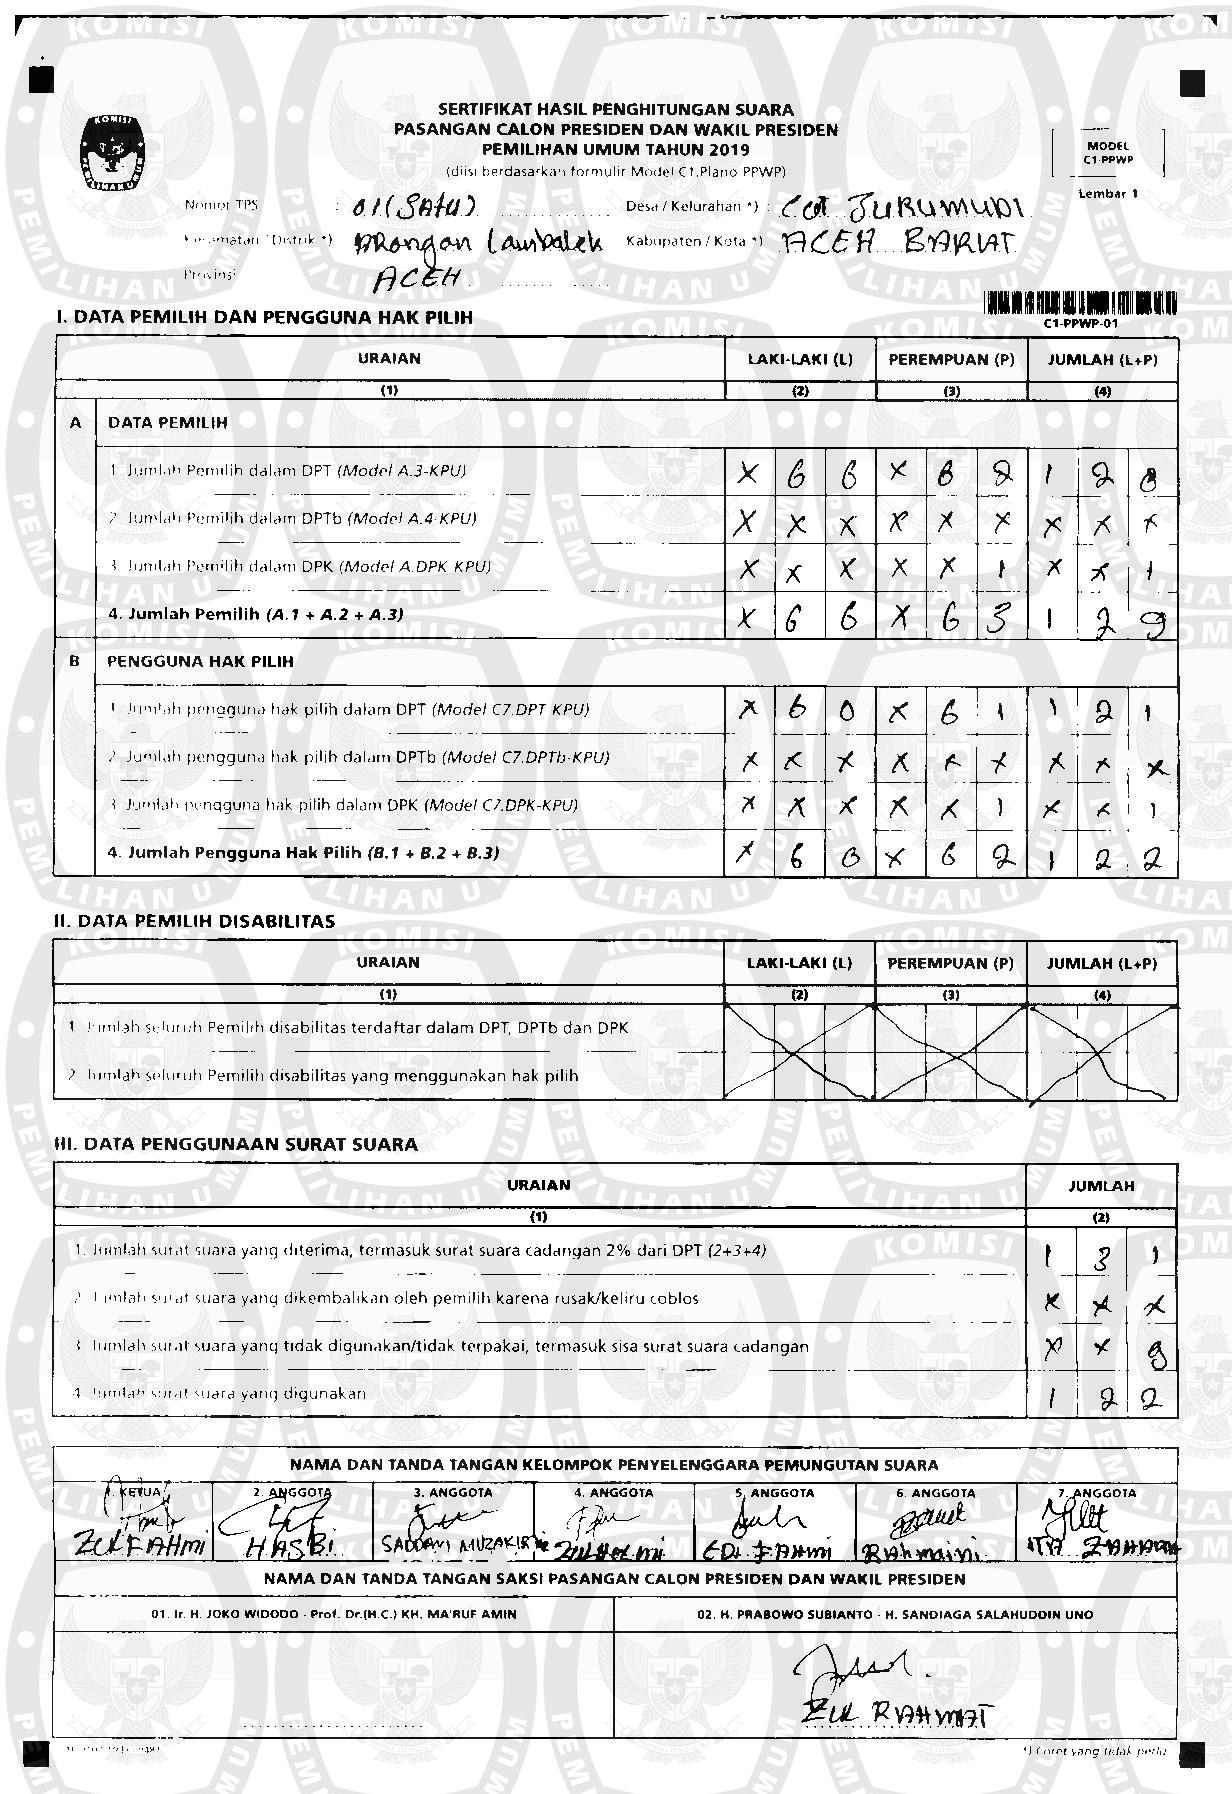 SERTIFIKAT HASIL PENGHITUNGAN SUARA
PASANGAN CALON PRESIDEN DAN WAKIL PRESIDEN
PEMILIHAN UMUM TAHUN 2019
(diisi berdasarkan formulir Model C1.Plano PPWP)
MODEL
C1-PPWP
Lembar 1
KOMISI
PEMILIHAN UMUM
Nomor TPS : 01 (SATU) Desa / Kelurahan *) : Cot JURUMUDI
Kecamatan / Distrik *) ARongan Lambalek Kabupaten / Kota *) ACEH BARAT
Provinsi ACEH
C1-PPWP-01
I. DATA PEMILIH DAN PENGGUNA HAK PILIH
URAIAN LAKI-LAKI (L) PEREMPUAN (P) JUMLAH (L+P)
(1) (2) (3) (4)
A DATA PEMILIH
1. Jumlah Pemilih dalam DPT (Model A.3-KPU) X 6 6 X 6 2 1 2 8
2. Jumlah Pemilih dalam DPTb (Model A.4-KPU) X X X X X X X X X
3. Jumlah Pemilih dalam DPK (Model A.DPK-KPU) X X X X X 1 X X 1
4. Jumlah Pemilih (A.1 + A.2 + A.3) X 6 6 X 6 3 1 2 9
B PENGGUNA HAK PILIH
1. Jumlah pengguna hak pilih dalam DPT (Model C7.DPT-KPU) X 6 0 X 6 1 1 2 1
2. Jumlah pengguna hak pilih dalam DPTb (Model C7.DPTb-KPU) X X X X X X X X X
3. Jumlah pengguna hak pilih dalam DPK (Model C7.DPK-KPU) X X X X X 1 X X 1
4. Jumlah Pengguna Hak Pilih (B.1 + B.2 + B.3) X 6 0 X 6 2 1 2 2
II. DATA PEMILIH DISABILITAS
URAIAN LAKI-LAKI (L) PEREMPUAN (P) JUMLAH (L+P)
(1) (2) (3) (4)
1. Jumlah seluruh Pemilih disabilitas terdaftar dalam DPT, DPTb dan DPK
2. Jumlah seluruh Pemilih disabilitas yang menggunakan hak pilih
III. DATA PENGGUNAAN SURAT SUARA
URAIAN JUMLAH
(1) (2)
1. Jumlah surat suara yang diterima, termasuk surat suara cadangan 2% dari DPT (2+3+4) 1 3 1
2. Jumlah surat suara yang dikembalikan oleh pemilih karena rusak/keliru coblos X X X
3. Jumlah surat suara yang tidak digunakan/tidak terpakai, termasuk sisa surat suara cadangan X X 9
4. Jumlah surat suara yang digunakan 1 2 2
NAMA DAN TANDA TANGAN KELOMPOK PENYELENGGARA PEMUNGUTAN SUARA
1. KETUA 2. ANGGOTA 3. ANGGOTA 4. ANGGOTA 5. ANGGOTA 6. ANGGOTA 7. ANGGOTA
ZULFAHmi HASBi SADDAM MUZAKIR ZULHELmi EDI FAHmi RAhmaini ITA ZAHARA
NAMA DAN TANDA TANGAN SAKSI PASANGAN CALON PRESIDEN DAN WAKIL PRESIDEN
01. Ir. H. JOKO WIDODO - Prof. Dr.(H.C.) KH. MA'RUF AMIN 02. H. PRABOWO SUBIANTO - H. SANDIAGA SALAHUDDIN UNO
ZUL RAHMAT
*) Coret yang tidak perlu